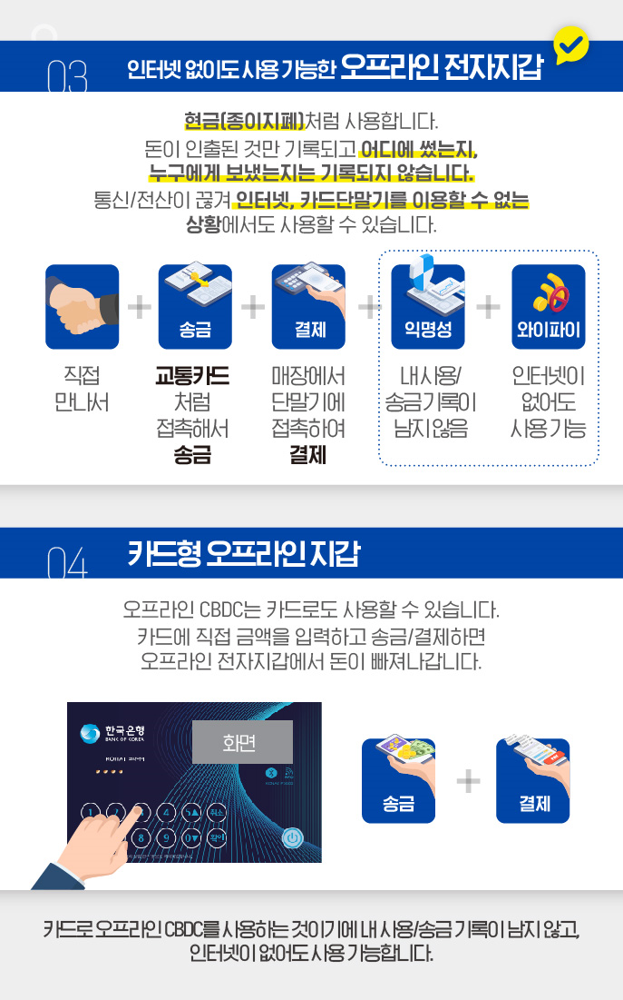 03
인터넷 없이도 사용 가능한 오프라인 전자지갑
현금(종이지폐)처럼 사용합니다.
돈이 인출된 것만 기록되고 어디에 썼는지,
누구에게 보냈는지는 기록되지 않습니다.
통신/전산이 끊겨 인터넷, 카드단말기를 이용할 수 없는
상황에서도 사용할 수 있습니다.
송금
결제
익명성
와이파이
직접
만나서
교통카드
처럼
접촉해서
송금
매장에서
단말기에
접촉하여
결제
내 사용/
송금 기록이
남지 않음
인터넷이
없어도
사용 가능
04
카드형 오프라인 지갑
오프라인 CBDC는 카드로도 사용할 수 있습니다.
카드에 직접 금액을 입력하고 송금/결제하면
오프라인 전자지갑에서 돈이 빠져나갑니다.
한국은행
BANK OF KOREA
화면
1 2 3 4 5▲ 취소
8 9 0▼ 확인
송금
결제
카드로 오프라인 CBDC를 사용하는 것이기에 내 사용/송금 기록이 남지 않고,
인터넷이 없어도 사용 가능합니다.